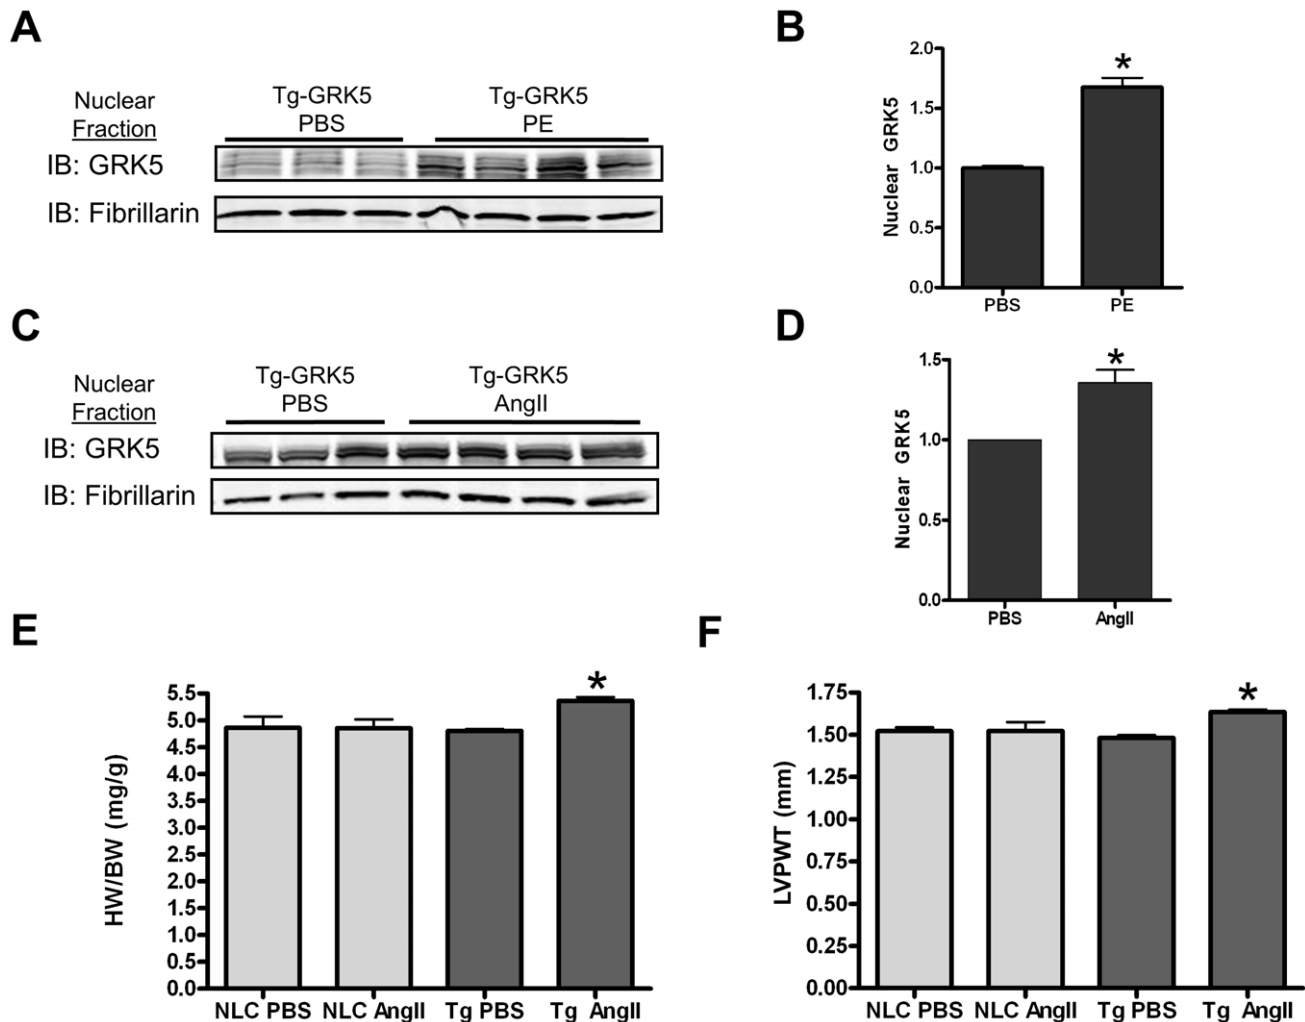 A
Nuclear
Fraction
Tg-GRK5
PBS
Tg-GRK5
PE
IB: GRK5
IB: Fibrillarin
B
Nuclear GRK5
2.0
1.5
1.0
0.5
0.0
*
PBS
PE
C
Nuclear
Fraction
Tg-GRK5
PBS
Tg-GRK5
AngII
IB: GRK5
IB: Fibrillarin
D
Nuclear GRK5
1.5
1.0
0.5
0.0
*
PBS
AngII
E
HW/BW (mg/g)
5.5
5.0
4.5
4.0
3.5
3.0
2.5
2.0
1.5
1.0
0.5
0.0
*
NLC PBS
NLC AngII
Tg PBS
Tg AngII
F
LVPWT (mm)
1.75
1.50
1.25
1.00
0.75
0.50
0.25
0.00
*
NLC PBS
NLC AngII
Tg PBS
Tg AngII